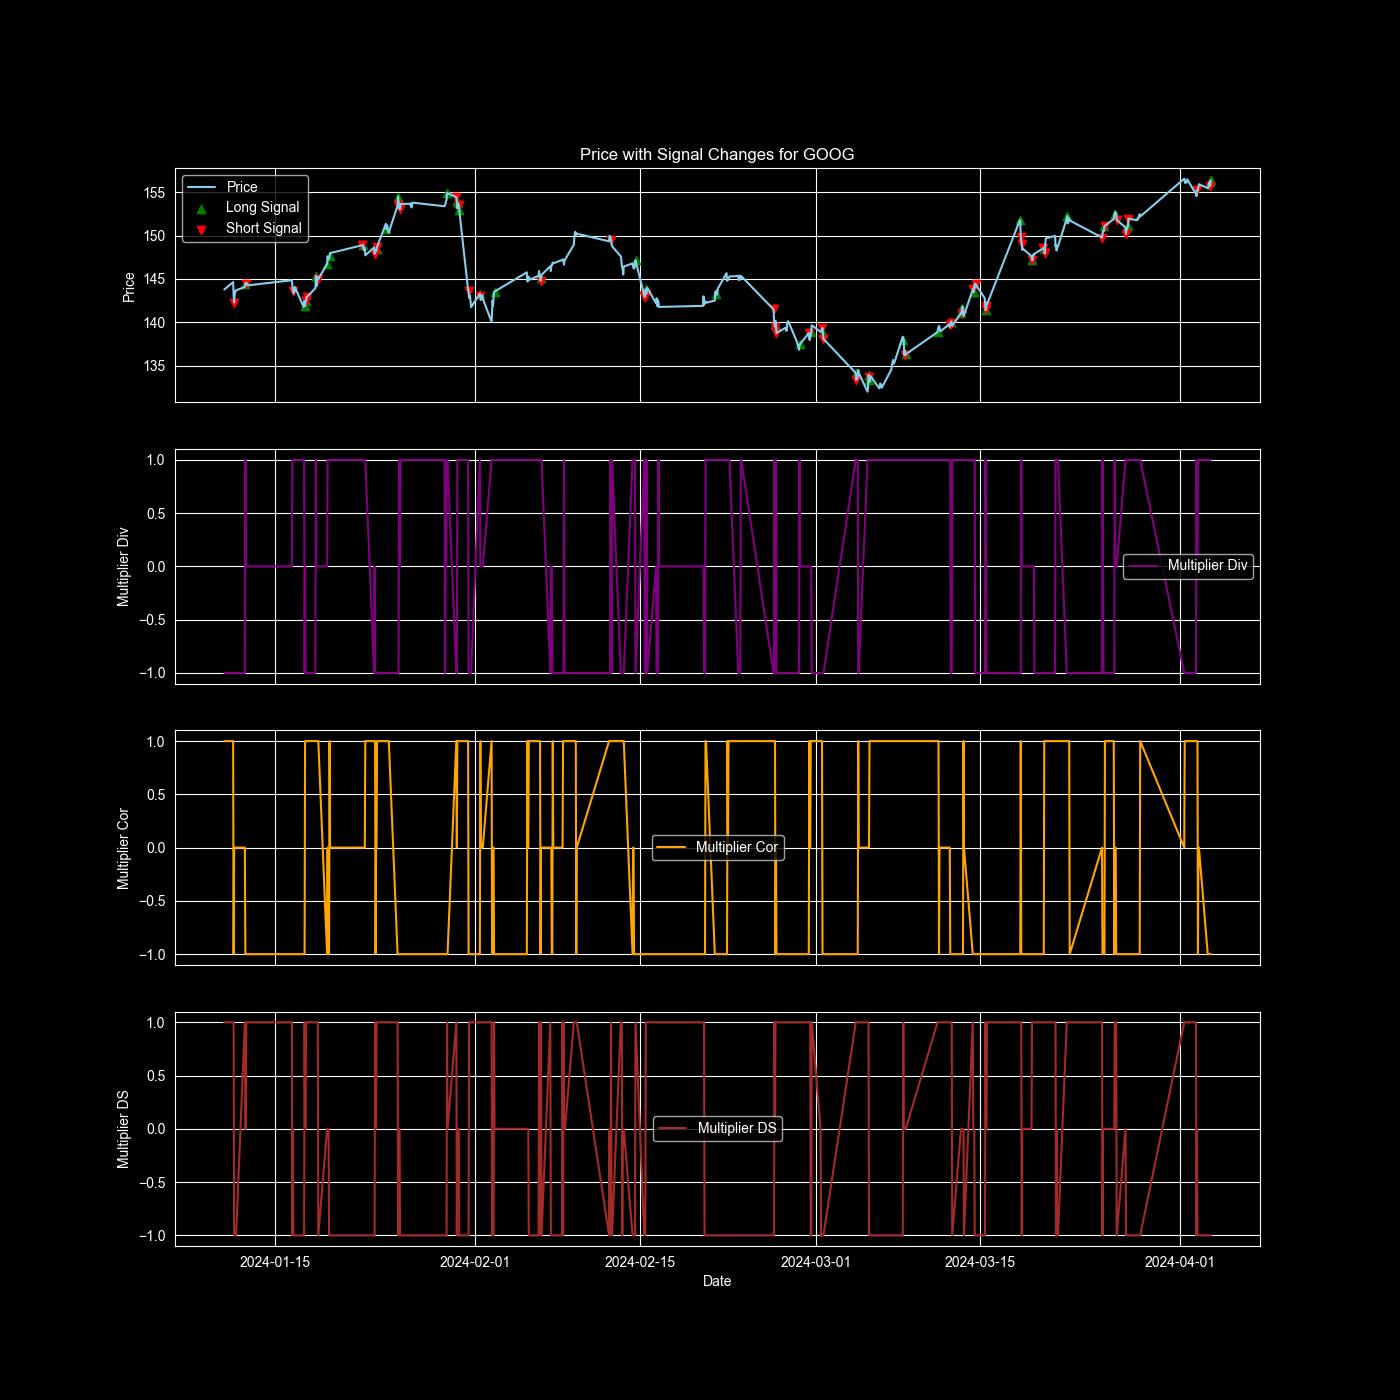 Price with Signal Changes for GOOG
Price
Long Signal
Short Signal
155
150
145
140
135
Price
1.0
0.5
0.0
−0.5
−1.0
Multiplier Div
Multiplier Div
1.0
0.5
0.0
−0.5
−1.0
Multiplier Cor
Multiplier Cor
1.0
0.5
0.0
−0.5
−1.0
Multiplier DS
Multiplier DS
2024-01-15 2024-02-01 2024-02-15 2024-03-01 2024-03-15 2024-04-01
Date